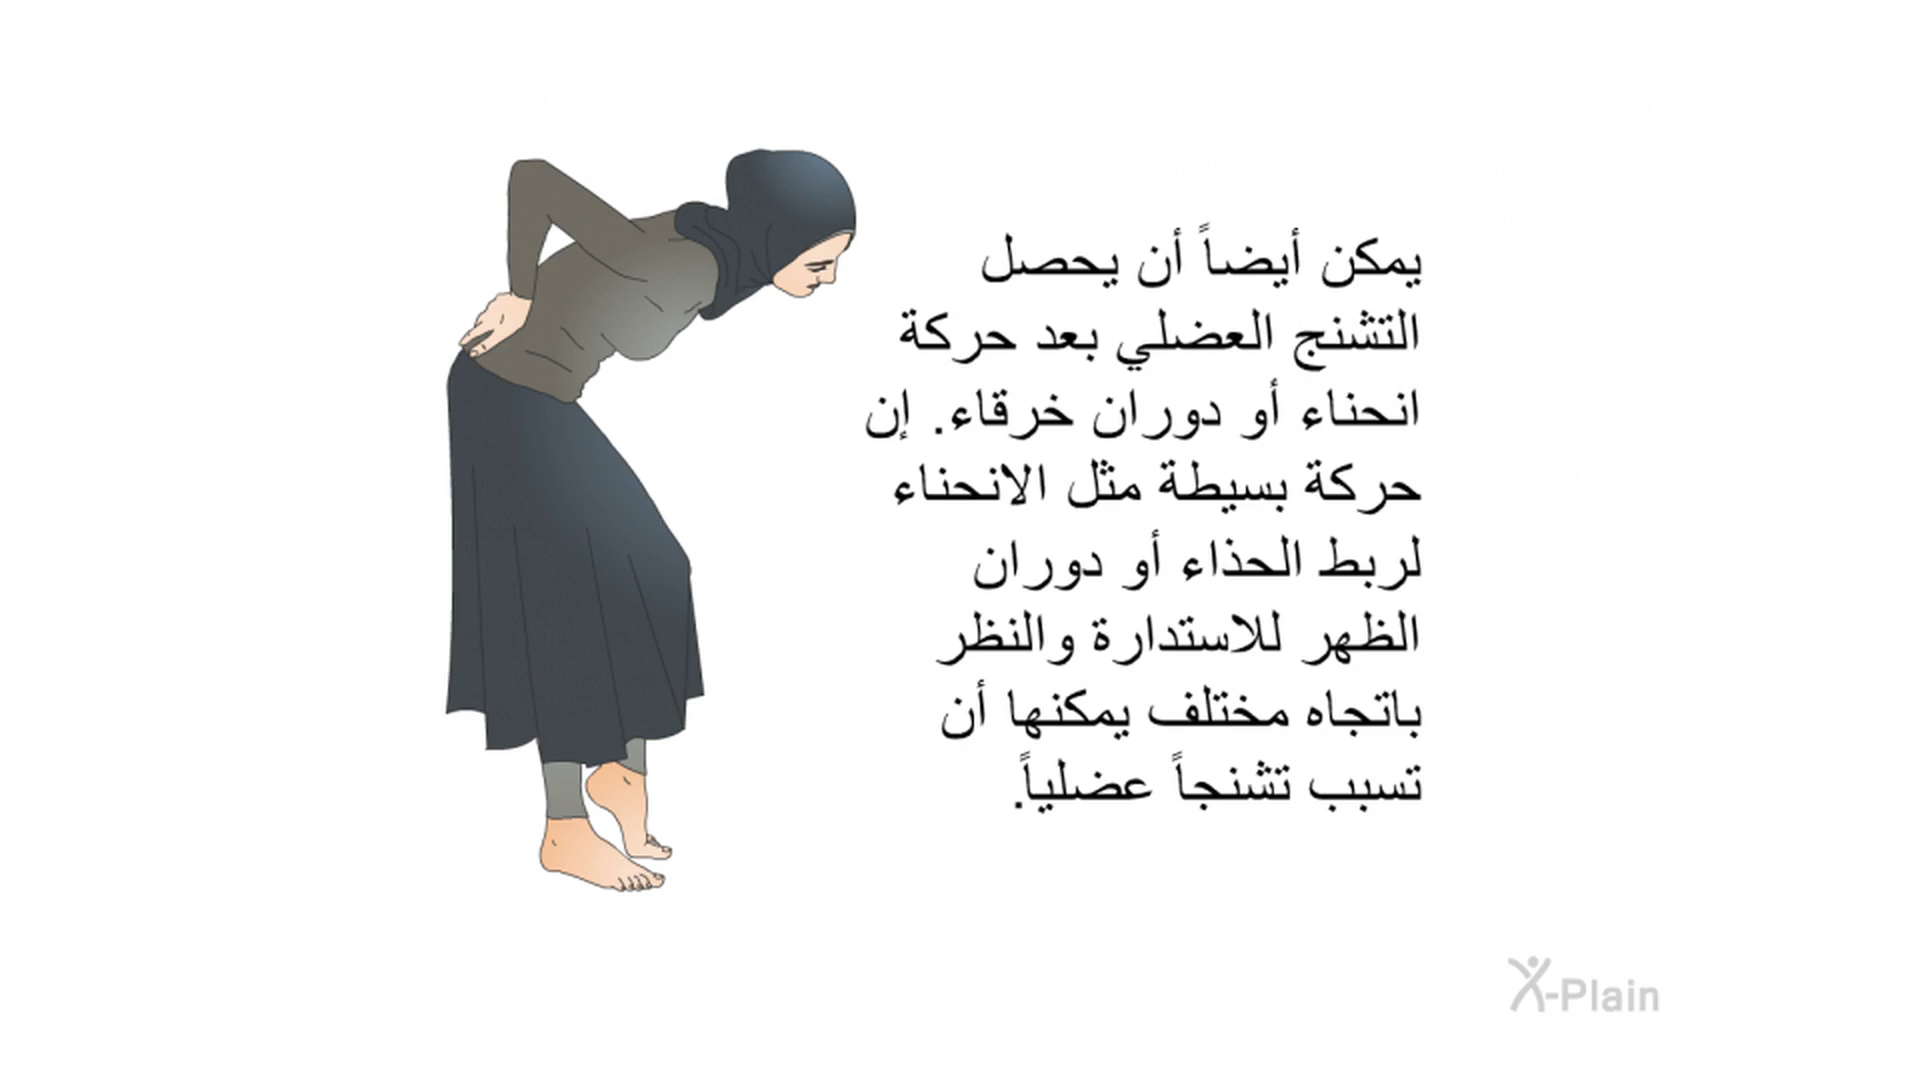 يمكن أيضاً أن يحصل
التشنج العضلي بعد حركة
انحناء أو دوران خرقاء. إن
حركة بسيطة مثل الانحناء
لربط الحذاء أو دوران
الظهر للاستدارة والنظر
باتجاه مختلف يمكنها أن
تسبب تشنجاً عضلياً.
X-Plain